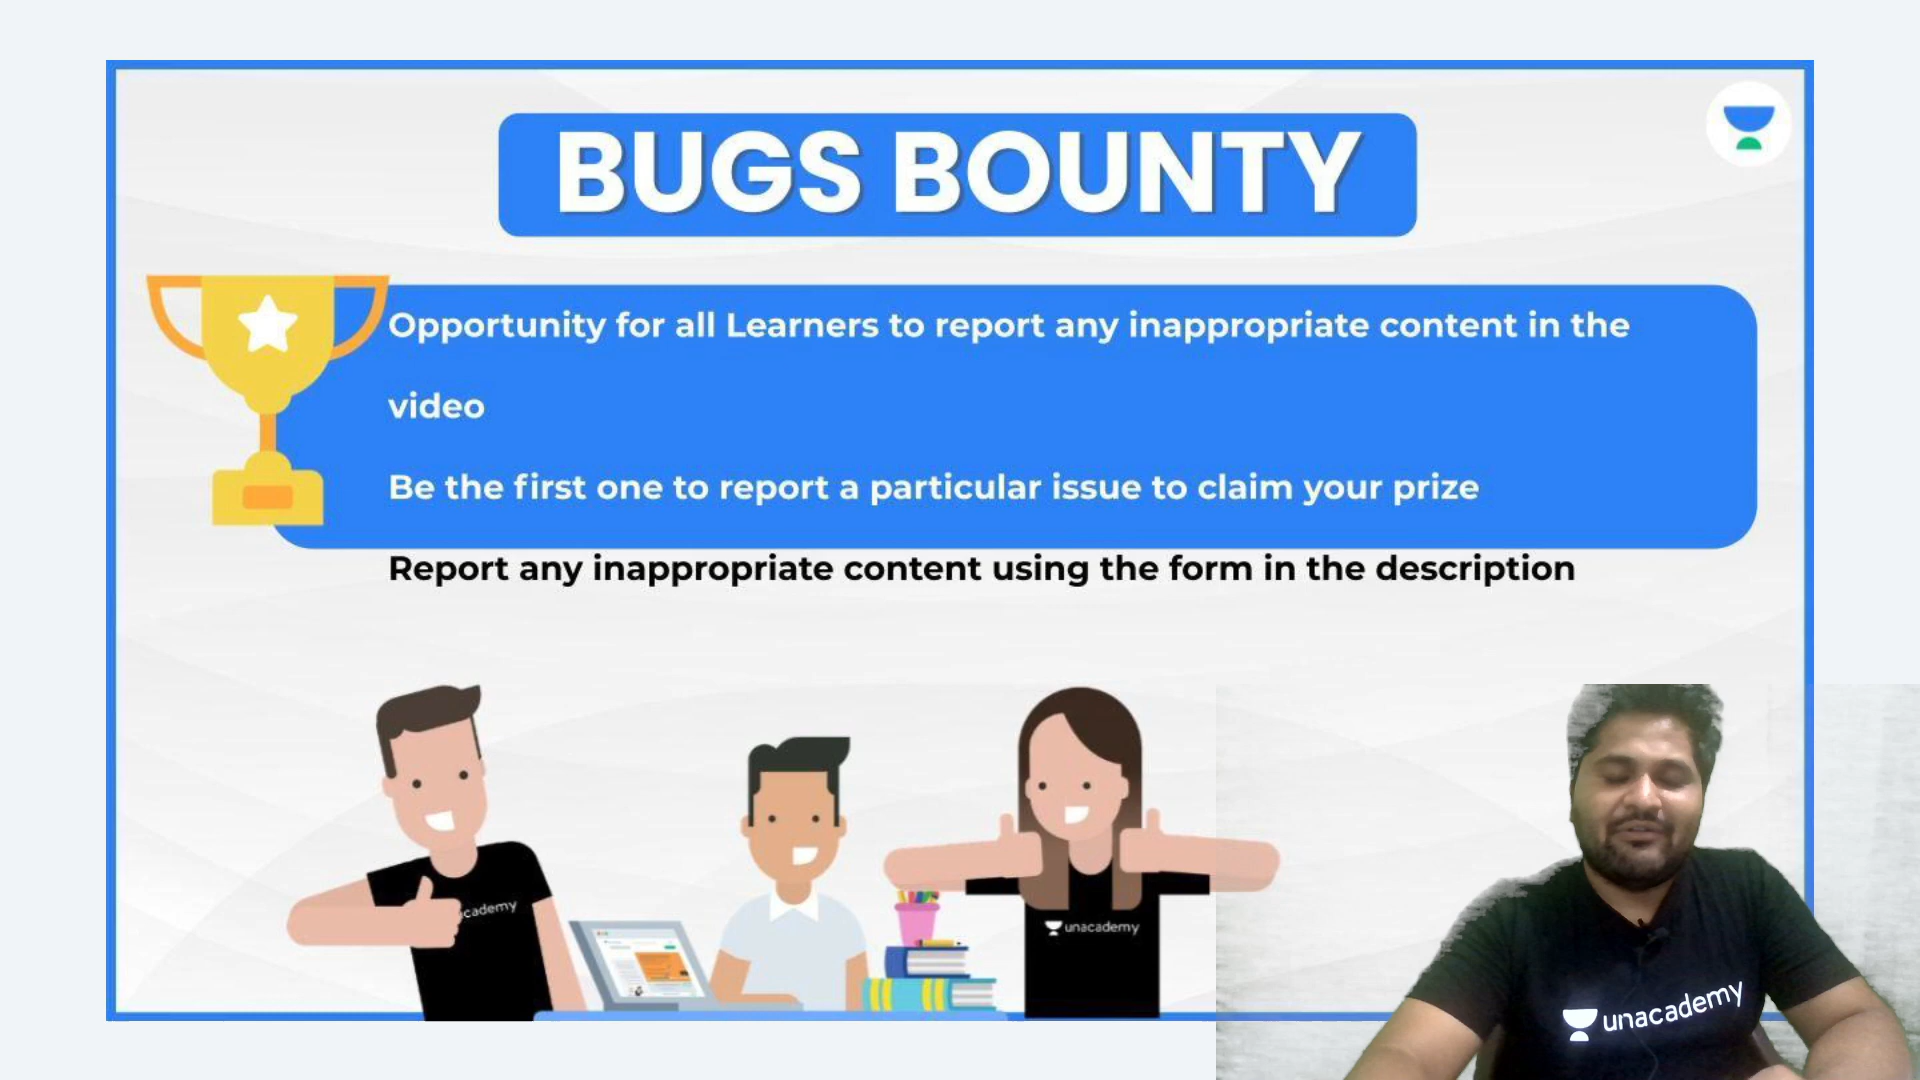 BUGS BOUNTY
Opportunity for all Learners to report any inappropriate content in the
video
Be the first one to report a particular issue to claim your prize
Report any inappropriate content using the form in the description
cademy
unacademy
unacademy